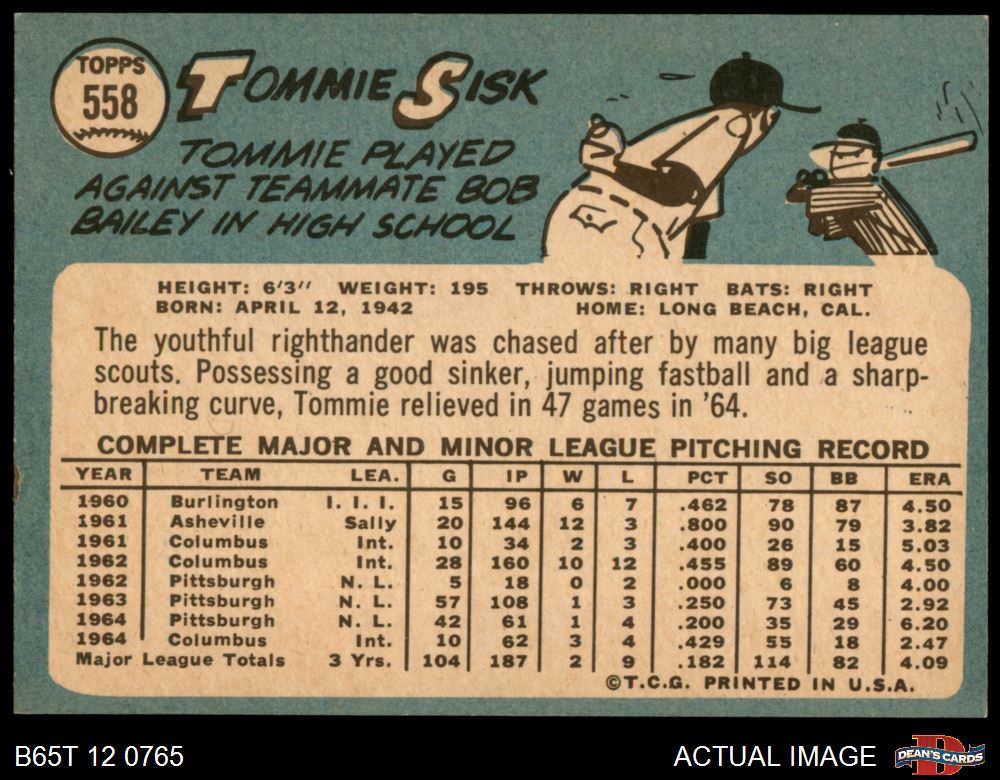 TOPPS
558
TOMMIE SISK
TOMMIE PLAYED
AGAINST TEAMMATE BOB
BAILEY IN HIGH SCHOOL
HEIGHT: 6'3" WEIGHT: 195 THROWS: RIGHT BATS: RIGHT
BORN: APRIL 12, 1942 HOME: LONG BEACH, CAL.
The youthful righthander was chased after by many big league
scouts. Possessing a good sinker, jumping fastball and a sharp-
breaking curve, Tommie relieved in 47 games in '64.
COMPLETE MAJOR AND MINOR LEAGUE PITCHING RECORD
YEAR TEAM LEA. G IP W L PCT SO BB ERA
1960 Burlington I. I. I. 15 96 6 7 .462 78 87 4.50
1961 Asheville Sally 20 144 12 3 .800 90 79 3.82
1961 Columbus Int. 10 34 2 3 .400 26 15 5.03
1962 Columbus Int. 28 160 10 12 .455 89 60 4.50
1962 Pittsburgh N. L. 5 18 0 2 .000 6 8 4.00
1963 Pittsburgh N. L. 57 108 1 3 .250 73 45 2.92
1964 Pittsburgh N. L. 42 61 1 4 .200 35 29 6.20
1964 Columbus Int. 10 62 3 4 .429 55 18 2.47
Major League Totals 3 Yrs. 104 187 2 9 .182 114 82 4.09
©T.C.G. PRINTED IN U.S.A.
B65T 12 0765 ACTUAL IMAGE D DEAN'S CARDS